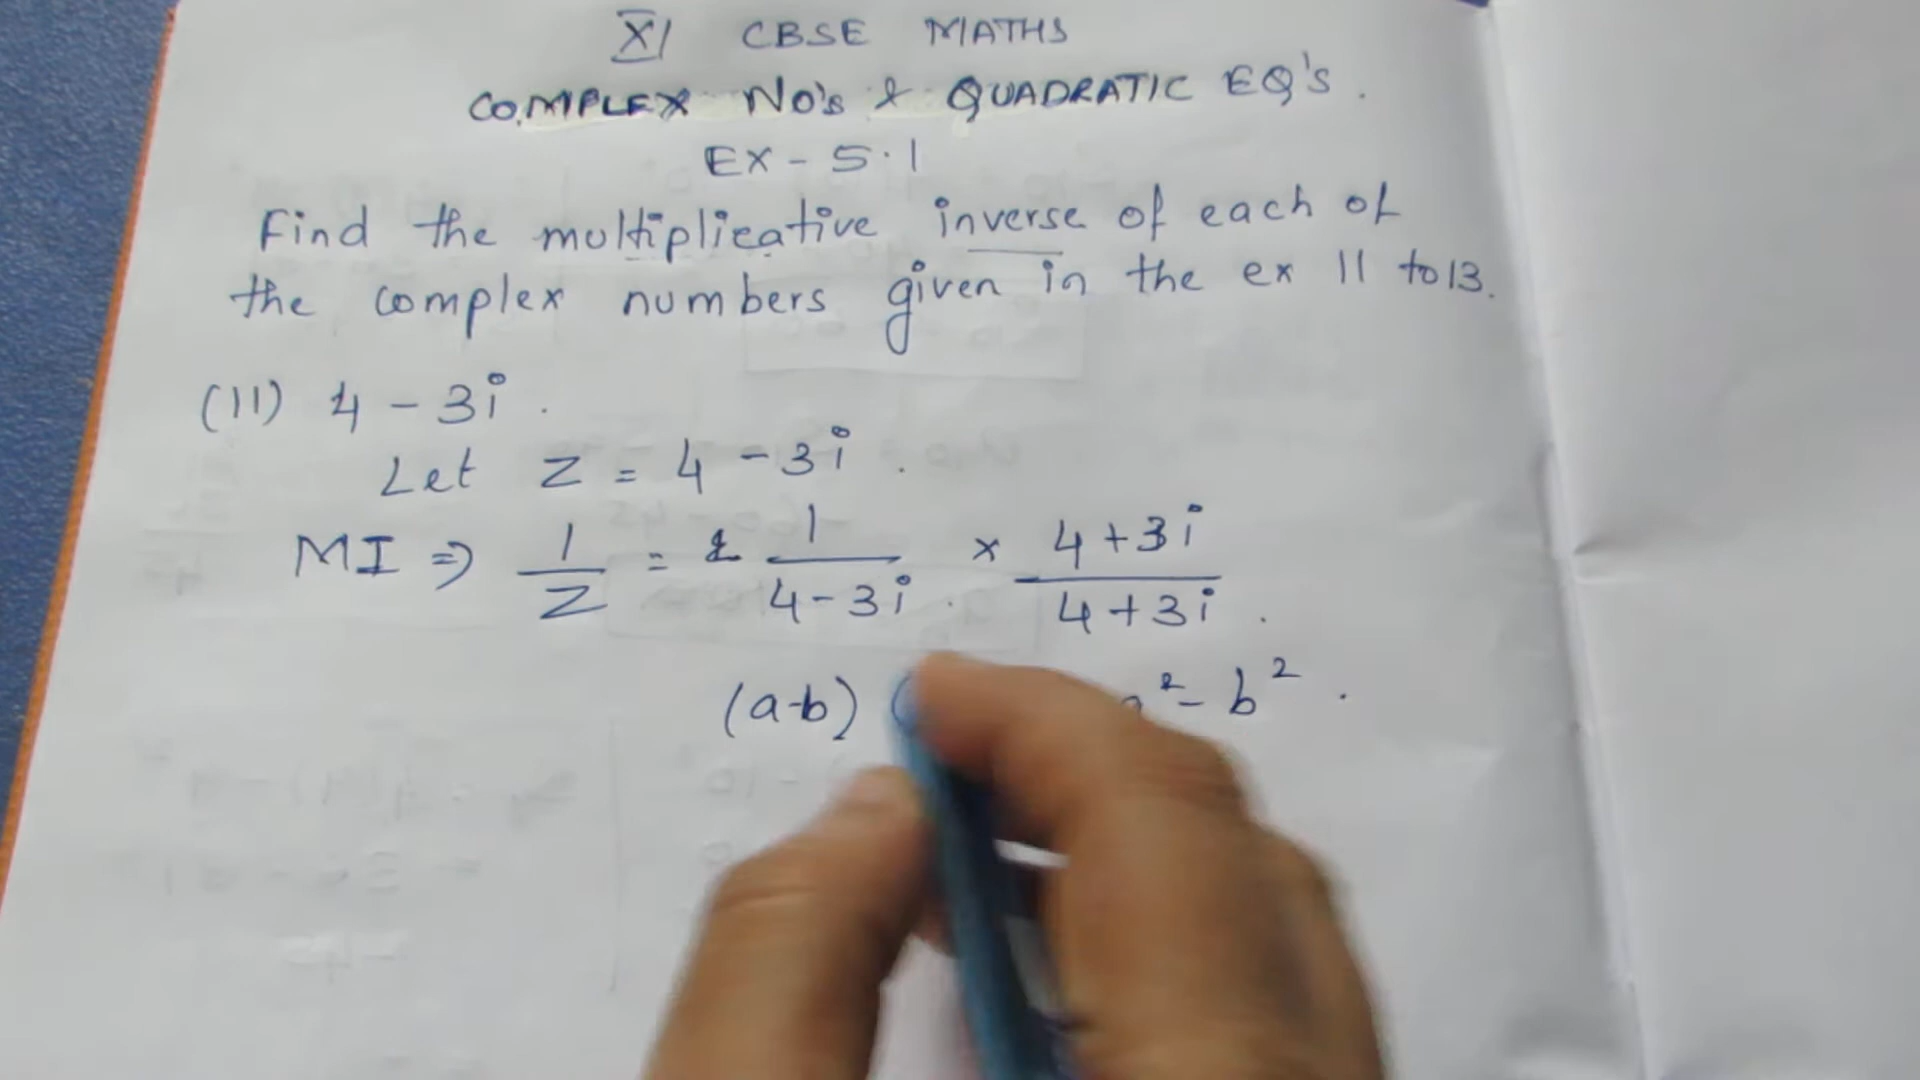 XI CBSE MATHS
COMPLEX NO's & QUADRATIC EQ's.
EX - 5.1
Find the multiplicative inverse of each of
the complex numbers given in the ex 11 to 13.
(11) 4 - 3i.
Let z = 4 - 3i.
MI ⇒ 1/z = 1/(4-3i) × (4+3i)/(4+3i).
(a-b) ( a² - b².